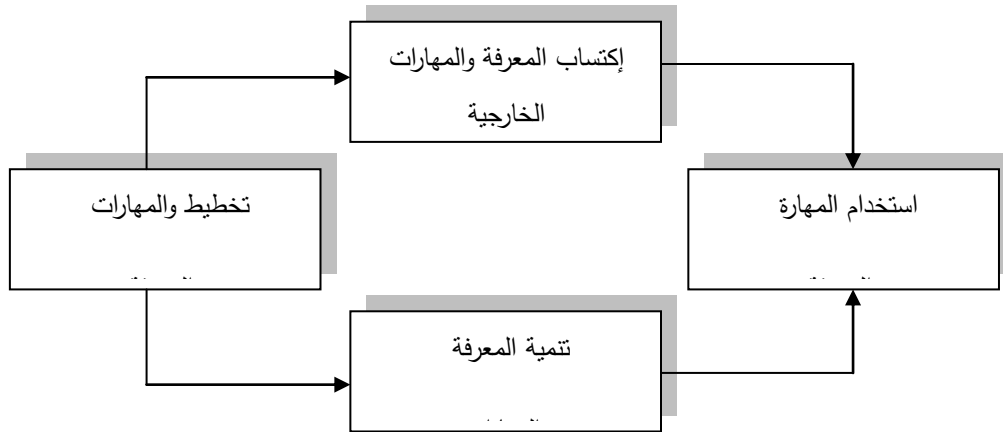 إكتساب المعرفة والمهارات
الخارجية
تخطيط والمهارات
استخدام المهارة
تنمية المعرفة